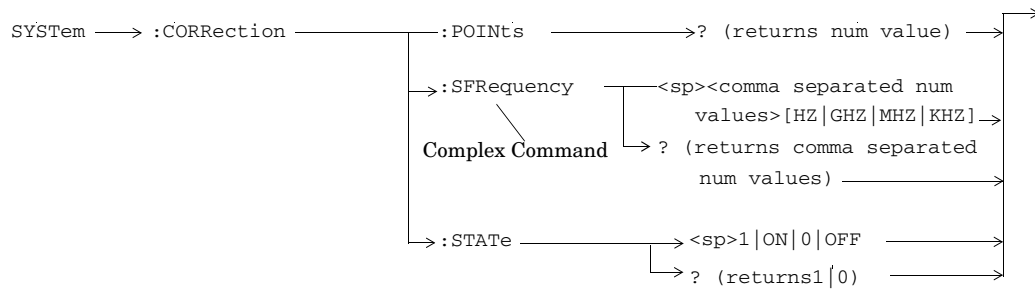 SYSTem :CORRection :POINts ? (returns num value)
:SFRequency <sp><comma separated num
values>[HZ|GHZ|MHZ|KHZ]
Complex Command ? (returns comma separated
num values)
:STATe <sp>1|ON|0|OFF
? (returns1|0)